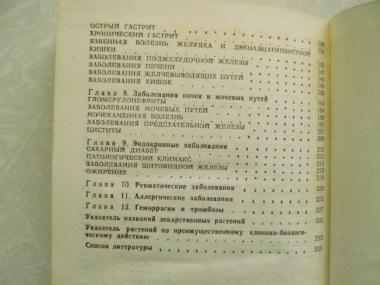 ОСТРЫЙ ГАСТРИТ
ХРОНИЧЕСКИЙ ГАСТРИТ
ЯЗВЕННАЯ БОЛЕЗНЬ ЖЕЛУДКА И ДВЕНАДЦАТИПЕРСТНОЙ
КИШКИ
ЗАБОЛЕВАНИЯ ПОДЖЕЛУДОЧНОЙ ЖЕЛЕЗЫ
ЗАБОЛЕВАНИЯ ПЕЧЕНИ
ЗАБОЛЕВАНИЯ ЖЕЛЧЕВЫВОДЯЩИХ ПУТЕЙ
ЗАБОЛЕВАНИЯ КИШОК
Глава 8. Заболевания почек и мочевых путей
ГЛОМЕРУЛОНЕФРИТЫ
ЗАБОЛЕВАНИЯ МОЧЕВЫХ ПУТЕЙ
МОЧЕКАМЕННАЯ БОЛЕЗНЬ
ЗАБОЛЕВАНИЯ ПРЕДСТАТЕЛЬНОЙ ЖЕЛЕЗЫ
ЦИСТИТЫ
Глава 9. Эндокринные заболевания 212
САХАРНЫЙ ДИАБЕТ 212
ПАТОЛОГИЧЕСКИЙ КЛИМАКС
ЗАБОЛЕВАНИЯ ЩИТОВИДНОЙ ЖЕЛЕЗЫ
ОЖИРЕНИЕ
Глава 10. Ревматические заболевания
Глава 11. Аллергические заболевания
Глава 12. Геморрагии и тромбозы
Указатель названий лекарственных растений
Указатель растений по преимущественному клинико-биологи-
ческому действию
Список литературы